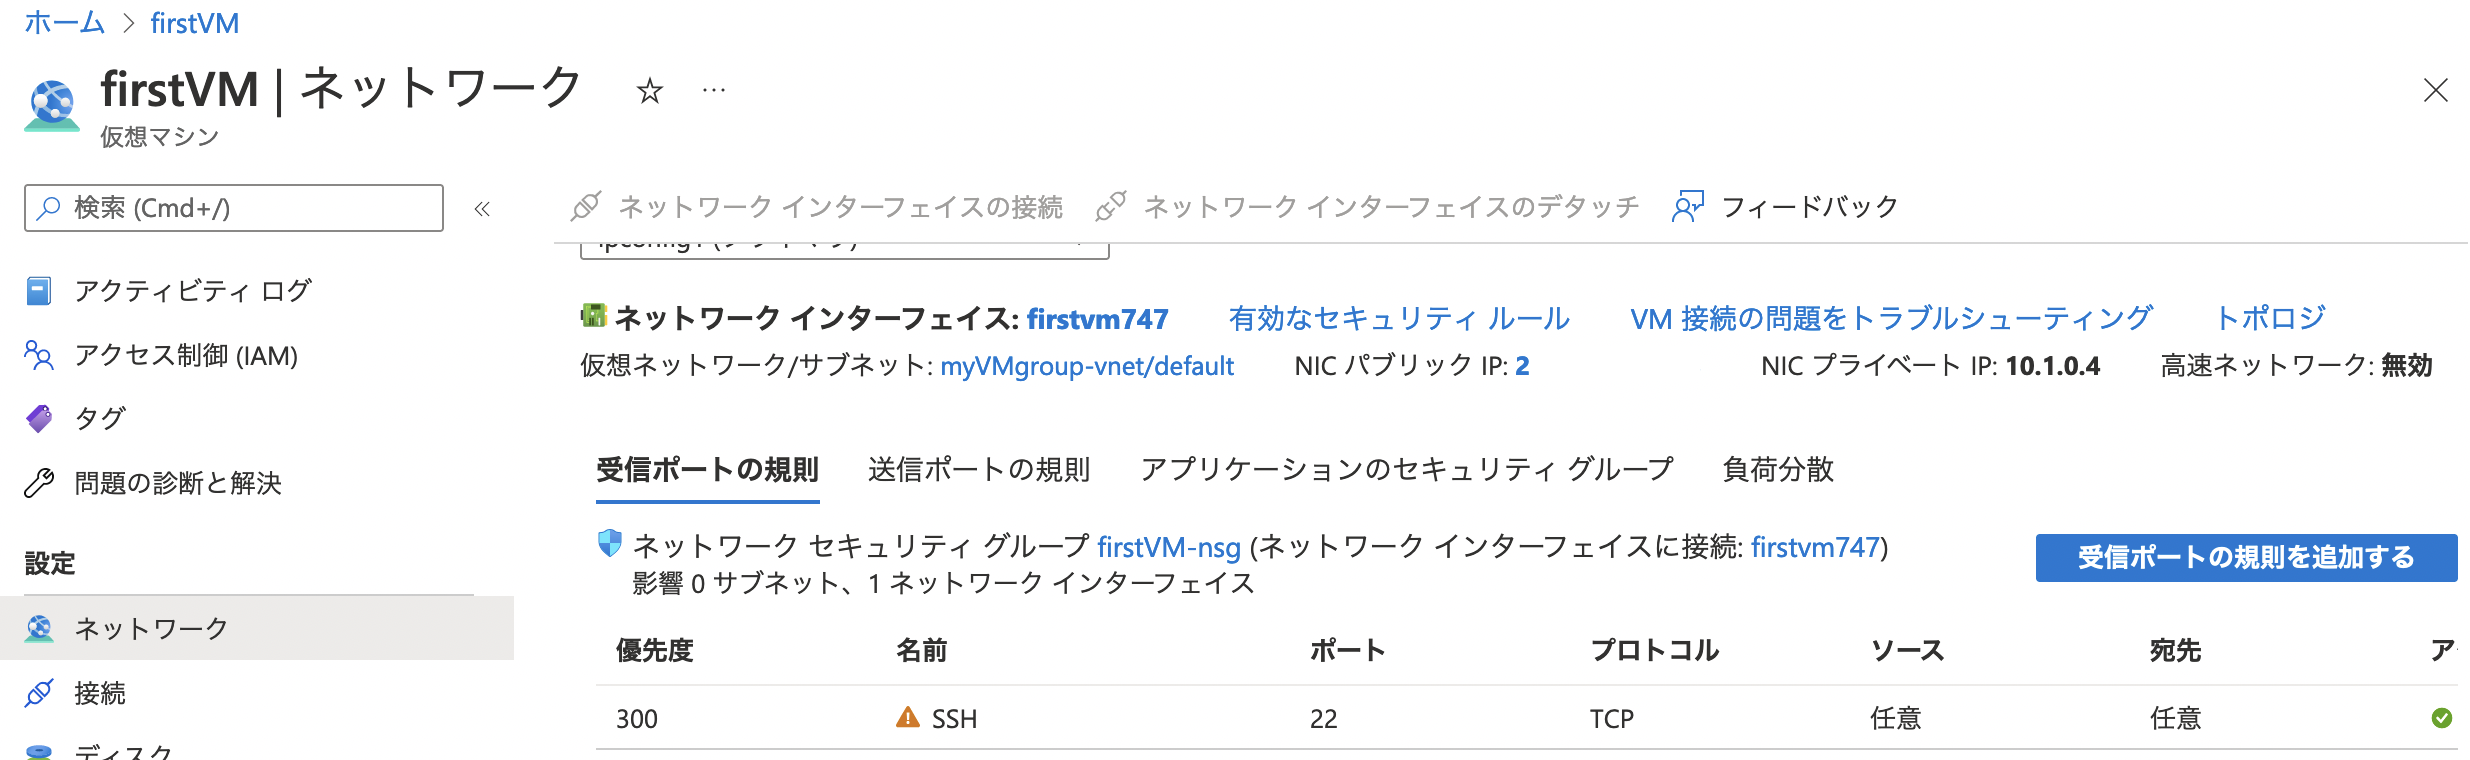 ホーム > firstVM
firstVM | ネットワーク ☆ …
仮想マシン
検索 (Cmd+/) «
アクティビティ ログ
アクセス制御 (IAM)
タグ
問題の診断と解決
設定
ネットワーク
接続
ディスク
ネットワーク インターフェイスの接続 ネットワーク インターフェイスのデタッチ フィードバック
ネットワーク インターフェイス: firstvm747 有効なセキュリティ ルール VM 接続の問題をトラブルシューティング トポロジ
仮想ネットワーク/サブネット: myVMgroup-vnet/default NIC パブリック IP: 2 NIC プライベート IP: 10.1.0.4 高速ネットワーク: 無効
受信ポートの規則 送信ポートの規則 アプリケーションのセキュリティ グループ 負荷分散
ネットワーク セキュリティ グループ firstVM-nsg (ネットワーク インターフェイスに接続: firstvm747)
影響 0 サブネット、1 ネットワーク インターフェイス
受信ポートの規則を追加する
優先度 名前 ポート プロトコル ソース 宛先
300 SSH 22 TCP 任意 任意